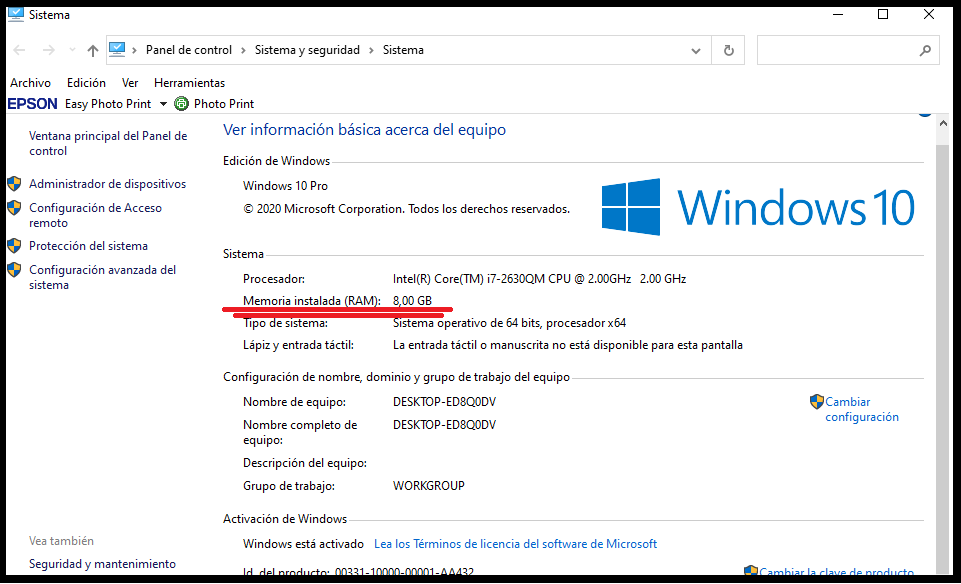 Sistema
Panel de control > Sistema y seguridad > Sistema
Archivo Edición Ver Herramientas
EPSON Easy Photo Print Photo Print
Ventana principal del Panel de
control
Administrador de dispositivos
Configuración de Acceso
remoto
Protección del sistema
Configuración avanzada del
sistema
Vea también
Seguridad y mantenimiento
Ver información básica acerca del equipo
Edición de Windows
Windows 10 Pro
© 2020 Microsoft Corporation. Todos los derechos reservados.
Windows 10
Sistema
Procesador: Intel(R) Core(TM) i7-2630QM CPU @ 2.00GHz 2.00 GHz
Memoria instalada (RAM): 8,00 GB
Tipo de sistema: Sistema operativo de 64 bits, procesador x64
Lápiz y entrada táctil: La entrada táctil o manuscrita no está disponible para esta pantalla
Configuración de nombre, dominio y grupo de trabajo del equipo
Nombre de equipo: DESKTOP-ED8Q0DV
Cambiar
configuración
Nombre completo de
equipo:
DESKTOP-ED8Q0DV
Descripción del equipo:
Grupo de trabajo: WORKGROUP
Activación de Windows
Windows está activado Lea los Términos de licencia del software de Microsoft
Id. del producto: 00331-10000-00001-AA432
Cambiar la clave de producto